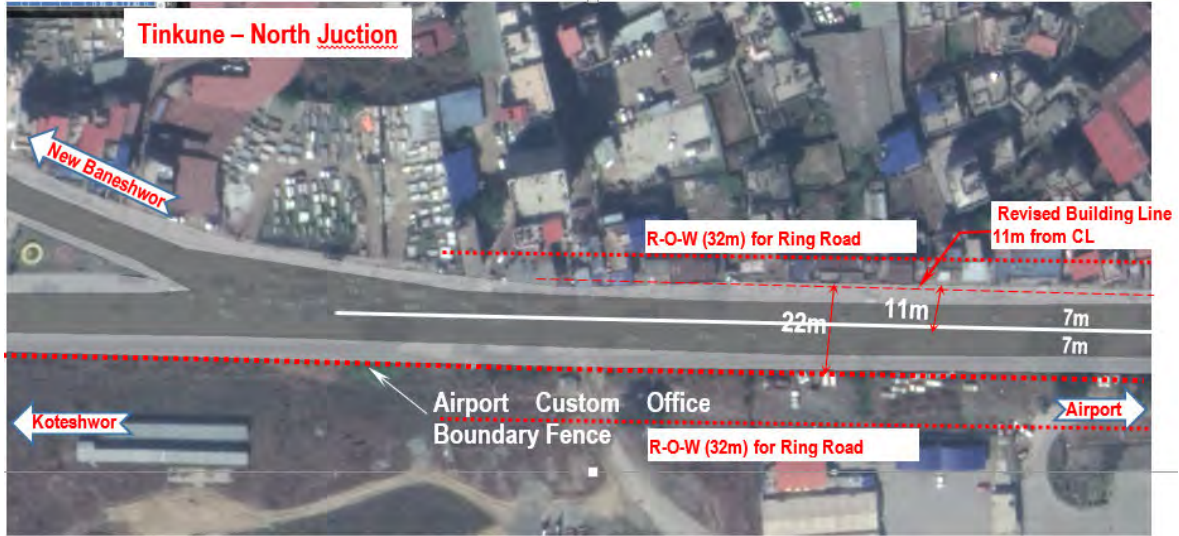 Tinkune – North Juction
New Baneshwor
R-O-W (32m) for Ring Road
Revised Building Line
11m from CL
22m
11m
7m
7m
Airport Custom Office
Boundary Fence
Koteshwor
Airport
R-O-W (32m) for Ring Road